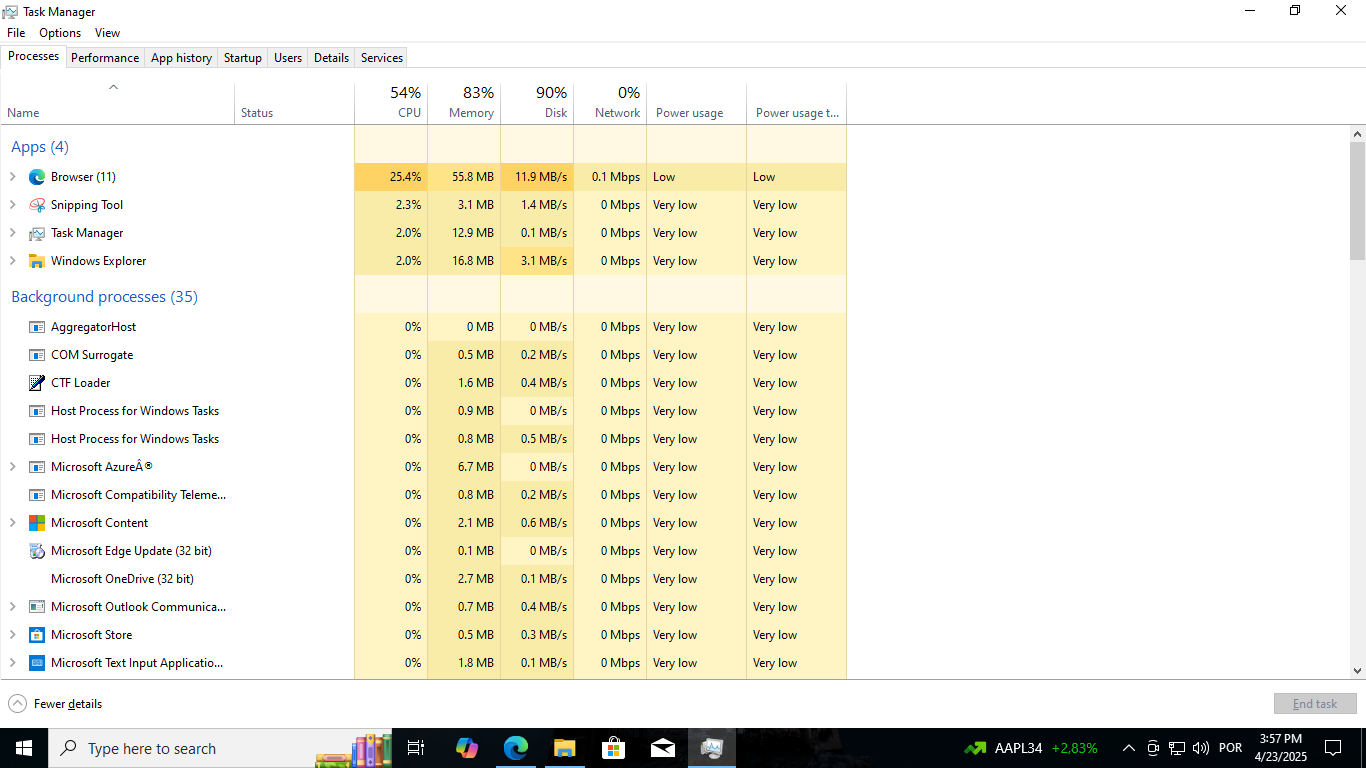 Task Manager
File Options View
Processes Performance App history Startup Users Details Services
54% 83% 90% 0%
Name Status CPU Memory Disk Network Power usage Power usage t...
Apps (4)
Browser (11) 25.4% 55.8 MB 11.9 MB/s 0.1 Mbps Low Low
Snipping Tool 2.3% 3.1 MB 1.4 MB/s 0 Mbps Very low Very low
Task Manager 2.0% 12.9 MB 0.1 MB/s 0 Mbps Very low Very low
Windows Explorer 2.0% 16.8 MB 3.1 MB/s 0 Mbps Very low Very low
Background processes (35)
AggregatorHost 0% 0 MB 0 MB/s 0 Mbps Very low Very low
COM Surrogate 0% 0.5 MB 0.2 MB/s 0 Mbps Very low Very low
CTF Loader 0% 1.6 MB 0.4 MB/s 0 Mbps Very low Very low
Host Process for Windows Tasks 0% 0.9 MB 0 MB/s 0 Mbps Very low Very low
Host Process for Windows Tasks 0% 0.8 MB 0.5 MB/s 0 Mbps Very low Very low
Microsoft AzureÂ® 0% 6.7 MB 0 MB/s 0 Mbps Very low Very low
Microsoft Compatibility Teleme... 0% 0.8 MB 0.2 MB/s 0 Mbps Very low Very low
Microsoft Content 0% 2.1 MB 0.6 MB/s 0 Mbps Very low Very low
Microsoft Edge Update (32 bit) 0% 0.1 MB 0 MB/s 0 Mbps Very low Very low
Microsoft OneDrive (32 bit) 0% 2.7 MB 0.1 MB/s 0 Mbps Very low Very low
Microsoft Outlook Communica... 0% 0.7 MB 0.4 MB/s 0 Mbps Very low Very low
Microsoft Store 0% 0.5 MB 0.3 MB/s 0 Mbps Very low Very low
Microsoft Text Input Applicatio... 0% 1.8 MB 0.1 MB/s 0 Mbps Very low Very low
Fewer details End task
Type here to search AAPL34 +2,83% POR 3:57 PM
4/23/2025